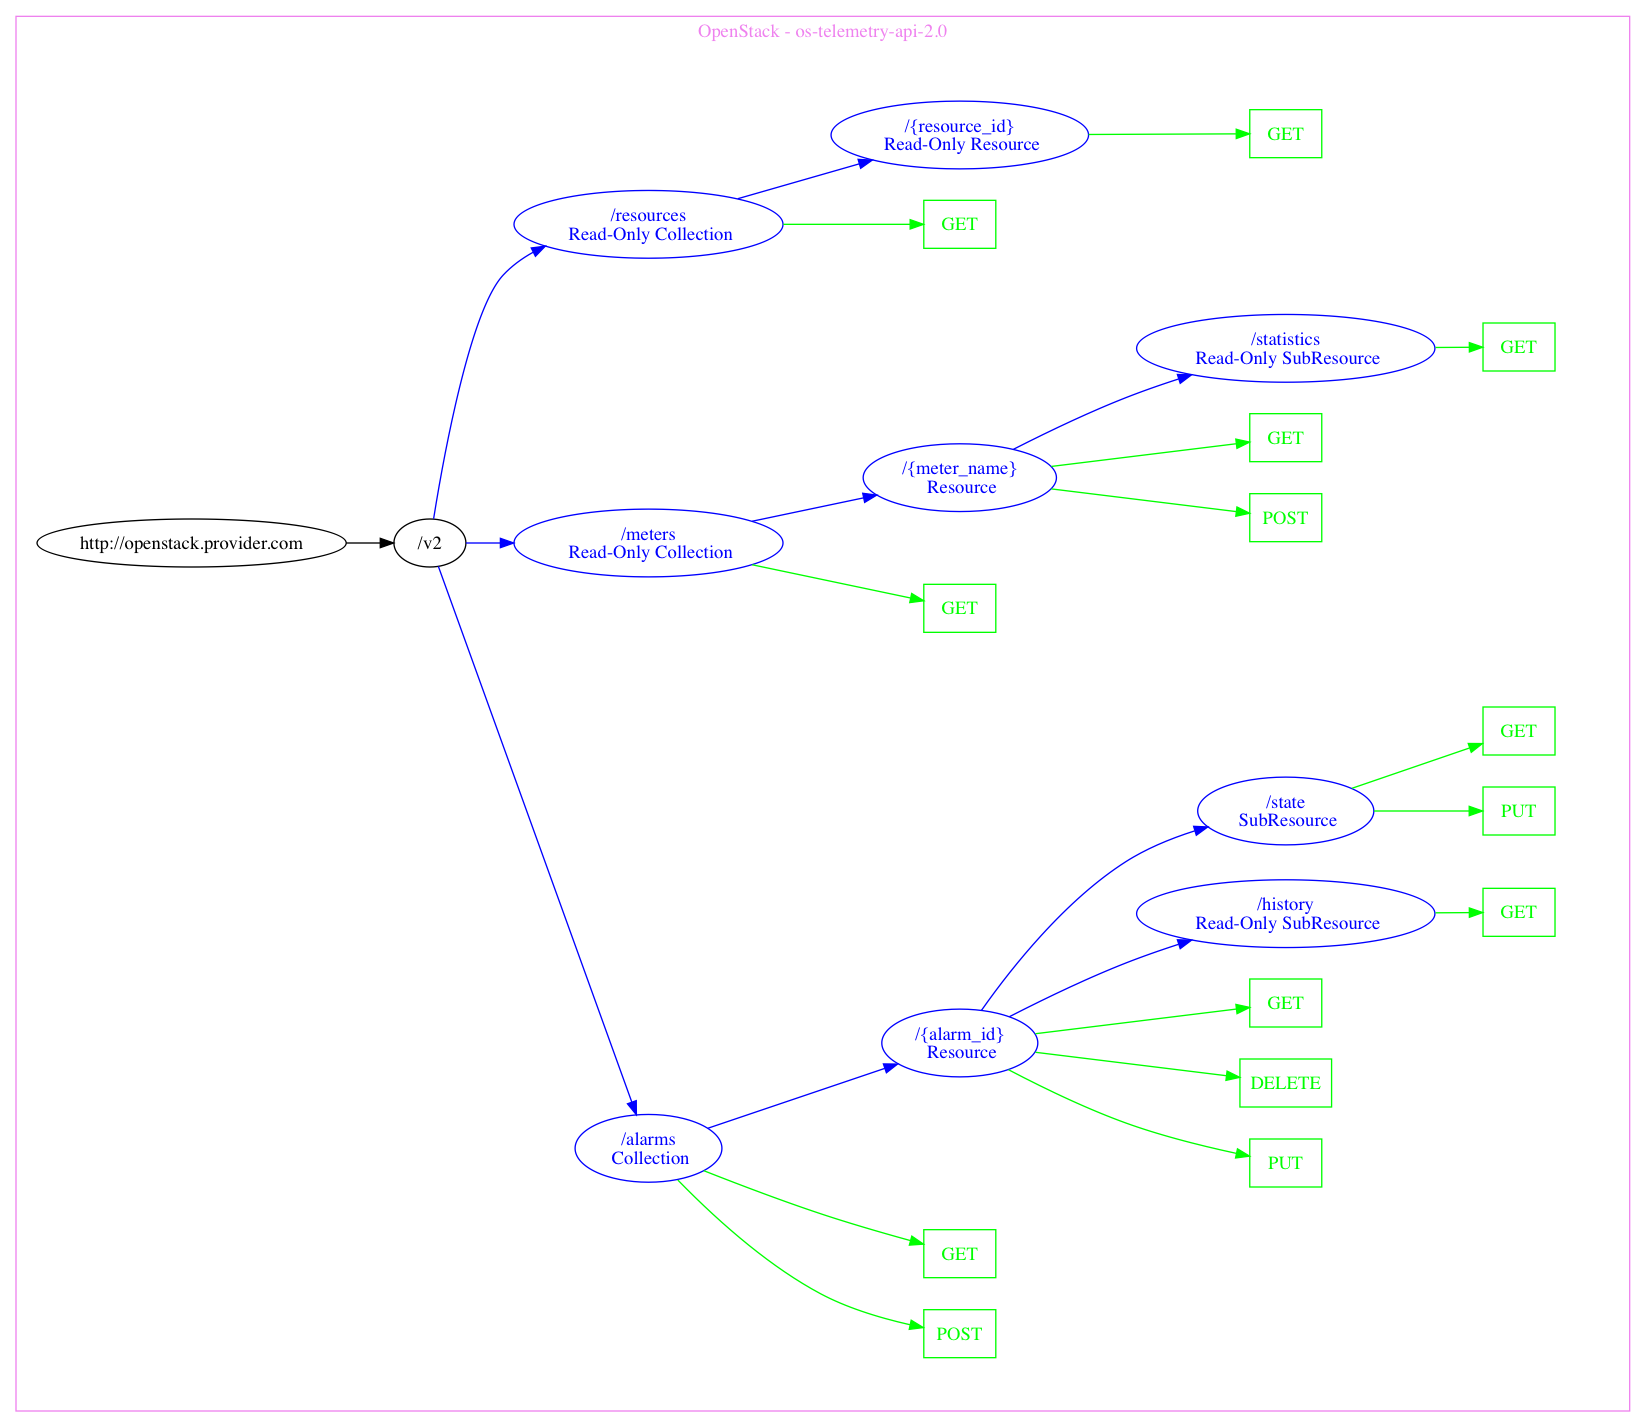 OpenStack - os-telemetry-api-2.0
/{resource_id}
Read-Only Resource
GET
/resources
Read-Only Collection
GET
/statistics
Read-Only SubResource
GET
GET
/{meter_name}
Resource
POST
http://openstack.provider.com
/v2
/meters
Read-Only Collection
GET
GET
/state
SubResource
PUT
/history
Read-Only SubResource
GET
GET
/{alarm_id}
Resource
DELETE
/alarms
Collection
PUT
GET
POST